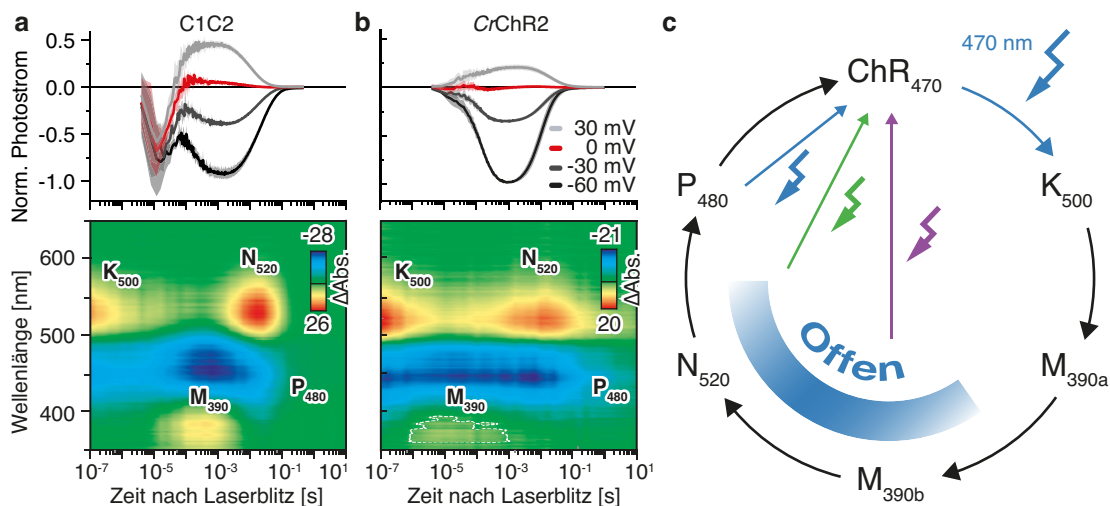 a
C1C2
Norm. Photostrom
0.5
0.0
-0.5
-1.0
b
CrChR2
30 mV
0 mV
-30 mV
-60 mV
Wellenlänge [nm]
600
500
400
K500
N520
M390
P480
-28
ΔAbs.
26
10-7 10-5 10-3 10-1 101
Zeit nach Laserblitz [s]
K500
N520
M390
P480
-21
ΔAbs.
20
10-7 10-5 10-3 10-1 101
Zeit nach Laserblitz [s]
c
470 nm
ChR470
K500
M390a
M390b
N520
P480
Offen